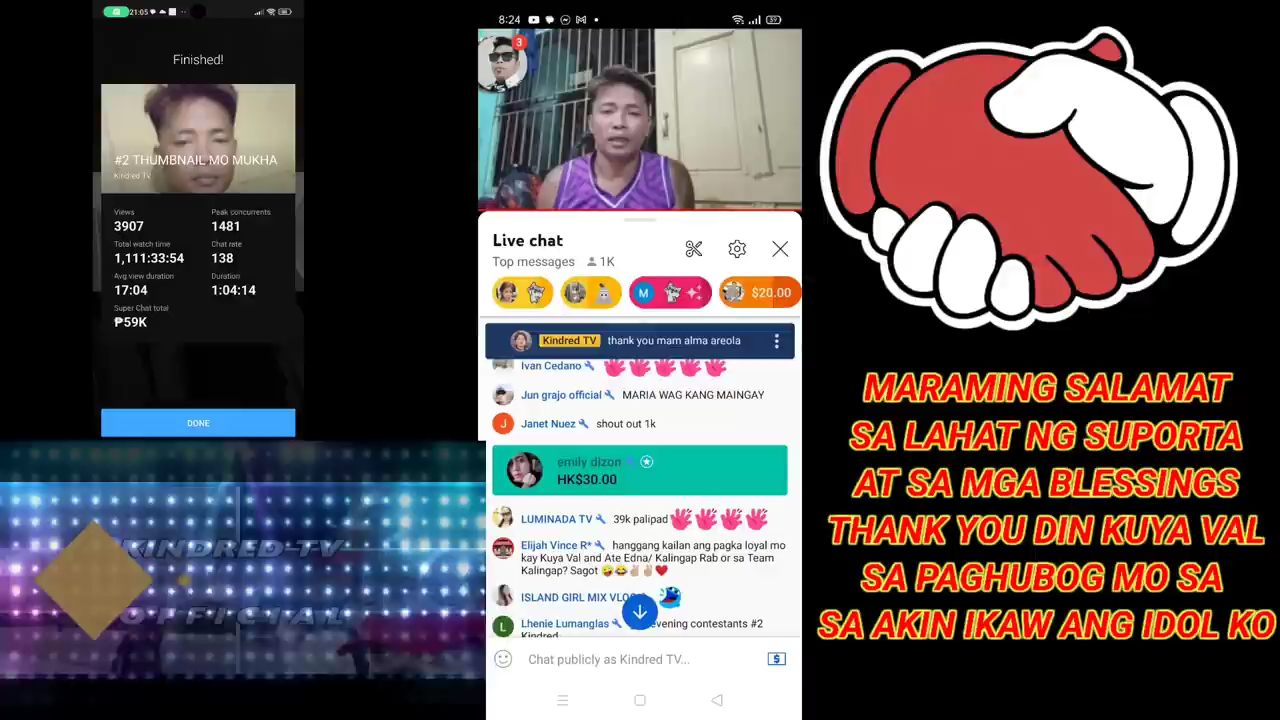 21:05
Finished!
#2 THUMBNAIL MO MUKHA
Kindred TV
Views
Peak concurrents
3907
1481
Total watch time
Chat rate
1,111:33:54
138
Avg view duration
Duration
17:04
1:04:14
Super Chat total
₱59K
DONE
KINDRED-TV
OFFICIAL
8:24
39
3
Live chat
Top messages 1K
M
$20.00
Kindred TV thank you mam alma areola
Ivan Cedano
Jun grajo official MARIA WAG KANG MAINGAY
J Janet Nuez shout out 1k
emily dizon
HK$30.00
LUMINADA TV 39k palipad
Elijah Vince R* hanggang kailan ang pagka loyal mo
kay Kuya Val and Ate Edna/ Kalingap Rab or sa Team
Kalingap? Sagot 🤪😂✌🏼✌🏼❤️
ISLAND GIRL MIX
L Lhenie Lumanglas evening contestants #2
Kindred
Chat publicly as Kindred TV...
$
MARAMING SALAMAT
SA LAHAT NG SUPORTA
AT SA MGA BLESSINGS
THANK YOU DIN KUYA VAL
SA PAGHUBOG MO SA
SA AKIN IKAW ANG IDOL KO